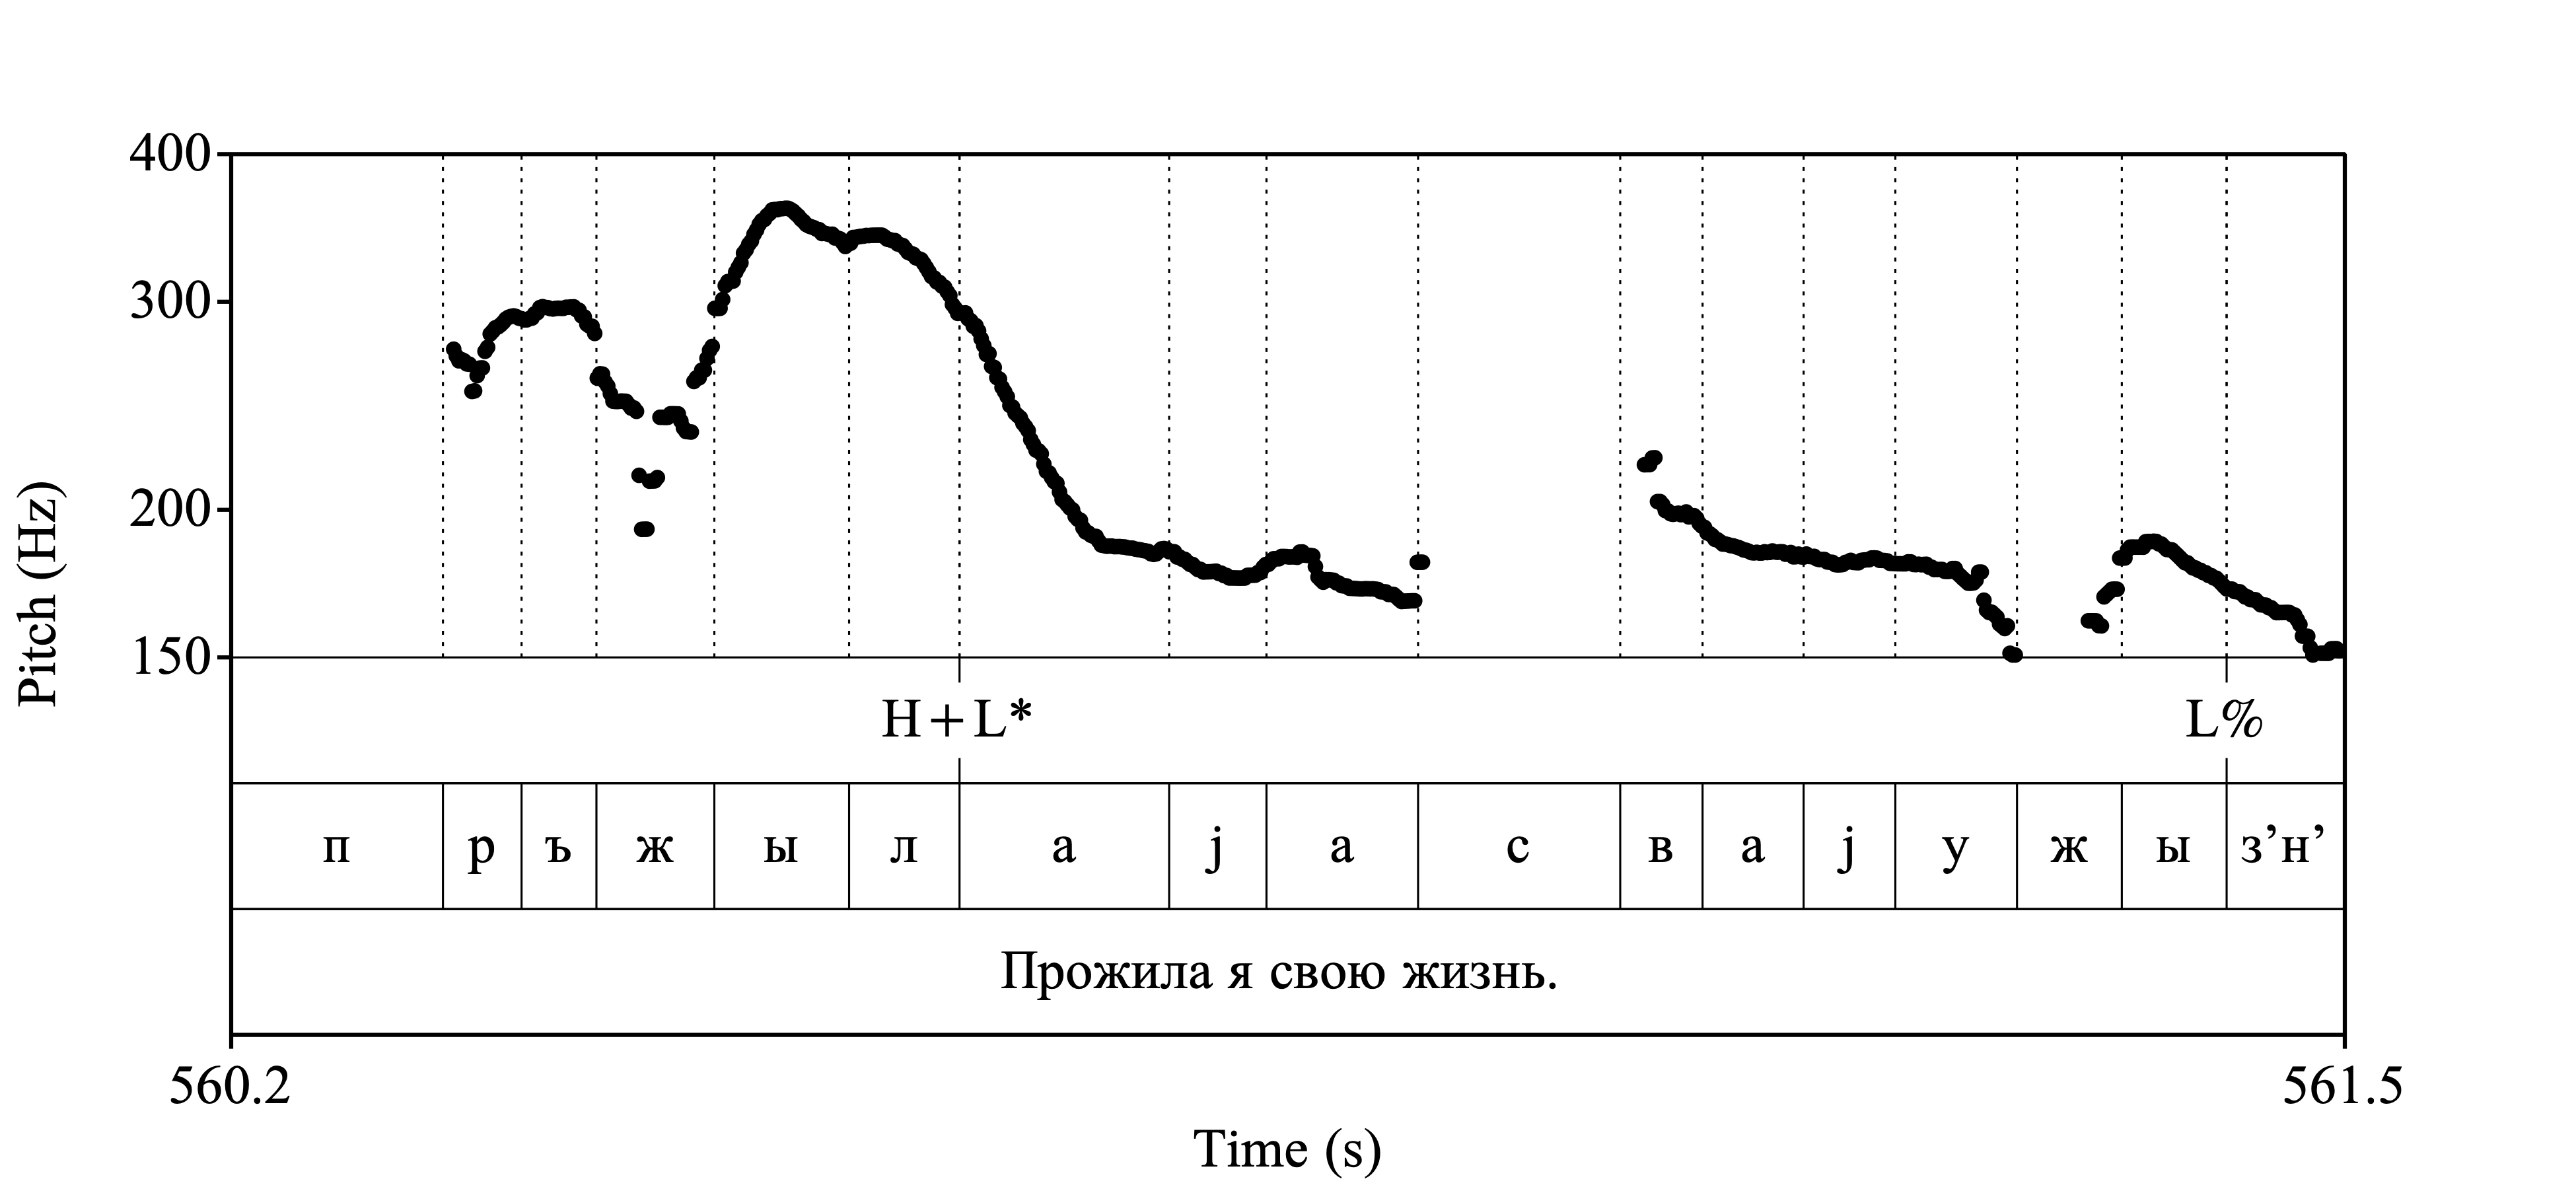 400
300
200
150
Pitch (Hz)
H+L* L%
п р ъ ж ы л а j а с в а j у ж ы з’н’
Прожила я свою жизнь.
560.2 561.5
Time (s)